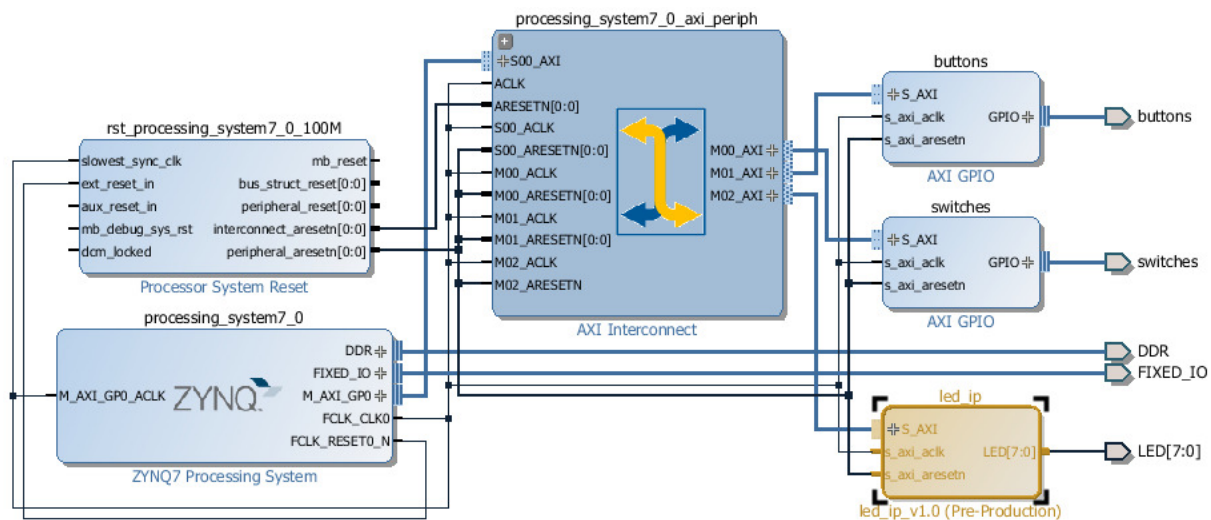 processing_system7_0_axi_periph
S00_AXI
ACLK
ARESETN[0:0]
S00_ACLK
S00_ARESETN[0:0]
M00_ACLK
M00_ARESETN[0:0]
M01_ACLK
M01_ARESETN[0:0]
M02_ACLK
M02_ARESETN
M00_AXI
M01_AXI
M02_AXI
AXI Interconnect
rst_processing_system7_0_100M
slowest_sync_clk
ext_reset_in
aux_reset_in
mb_debug_sys_rst
dcm_locked
mb_reset
bus_struct_reset[0:0]
peripheral_reset[0:0]
interconnect_aresetn[0:0]
peripheral_aresetn[0:0]
Processor System Reset
processing_system7_0
M_AXI_GP0_ACLK
ZYNQ
DDR
FIXED_IO
M_AXI_GP0
FCLK_CLK0
FCLK_RESET0_N
ZYNQ7 Processing System
buttons
S_AXI
s_axi_aclk
s_axi_aresetn
GPIO
AXI GPIO
buttons
switches
S_AXI
s_axi_aclk
s_axi_aresetn
GPIO
AXI GPIO
switches
DDR
FIXED_IO
led_ip
S_AXI
s_axi_aclk
s_axi_aresetn
LED[7:0]
led_ip_v1.0 (Pre-Production)
LED[7:0]